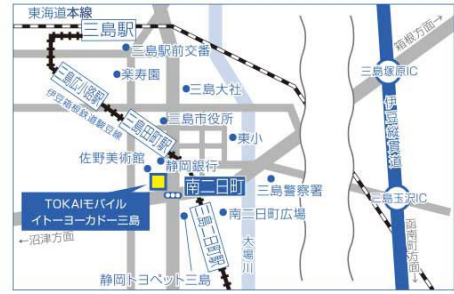 東海道本線
三島駅
三島駅前交番
楽寿園
三島広小路駅
伊豆箱根鉄道駿豆線
三島大社
三島田町駅
三島市役所
東小
静岡銀行
佐野美術館
TOKAIモバイル
イトーヨーカドー三島
南二日町
三島警察署
南二日町広場
三島二日町駅
大場川
静岡トヨペット三島
←沼津方面
箱根方面→
三島塚原IC
伊豆縦貫道
三島玉沢IC
函南町方面→